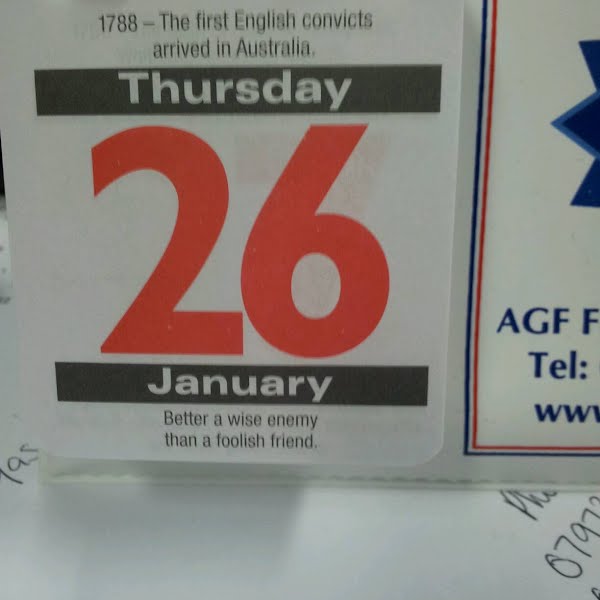 1788 – The first English convicts
arrived in Australia.
Thursday
26
January
Better a wise enemy
than a foolish friend.
AGF F
Tel:
www